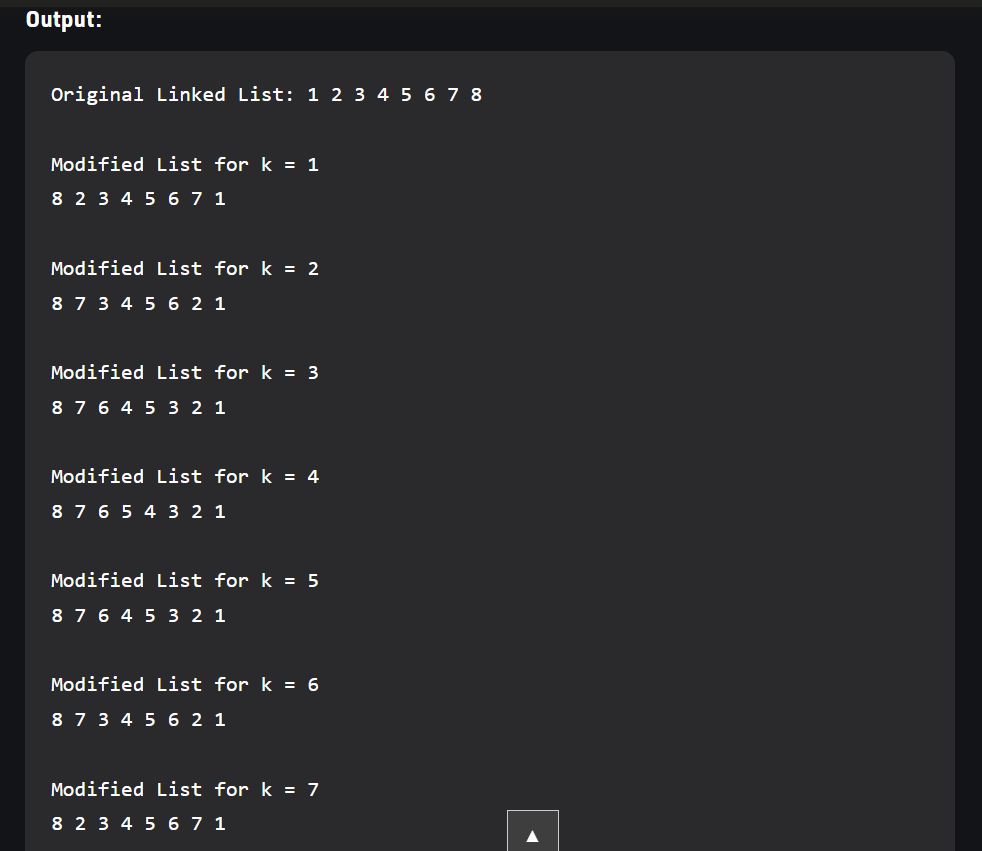 Output:
Original Linked List: 1 2 3 4 5 6 7 8
Modified List for k = 1
8 2 3 4 5 6 7 1
Modified List for k = 2
8 7 3 4 5 6 2 1
Modified List for k = 3
8 7 6 4 5 3 2 1
Modified List for k = 4
8 7 6 5 4 3 2 1
Modified List for k = 5
8 7 6 4 5 3 2 1
Modified List for k = 6
8 7 3 4 5 6 2 1
Modified List for k = 7
8 2 3 4 5 6 7 1